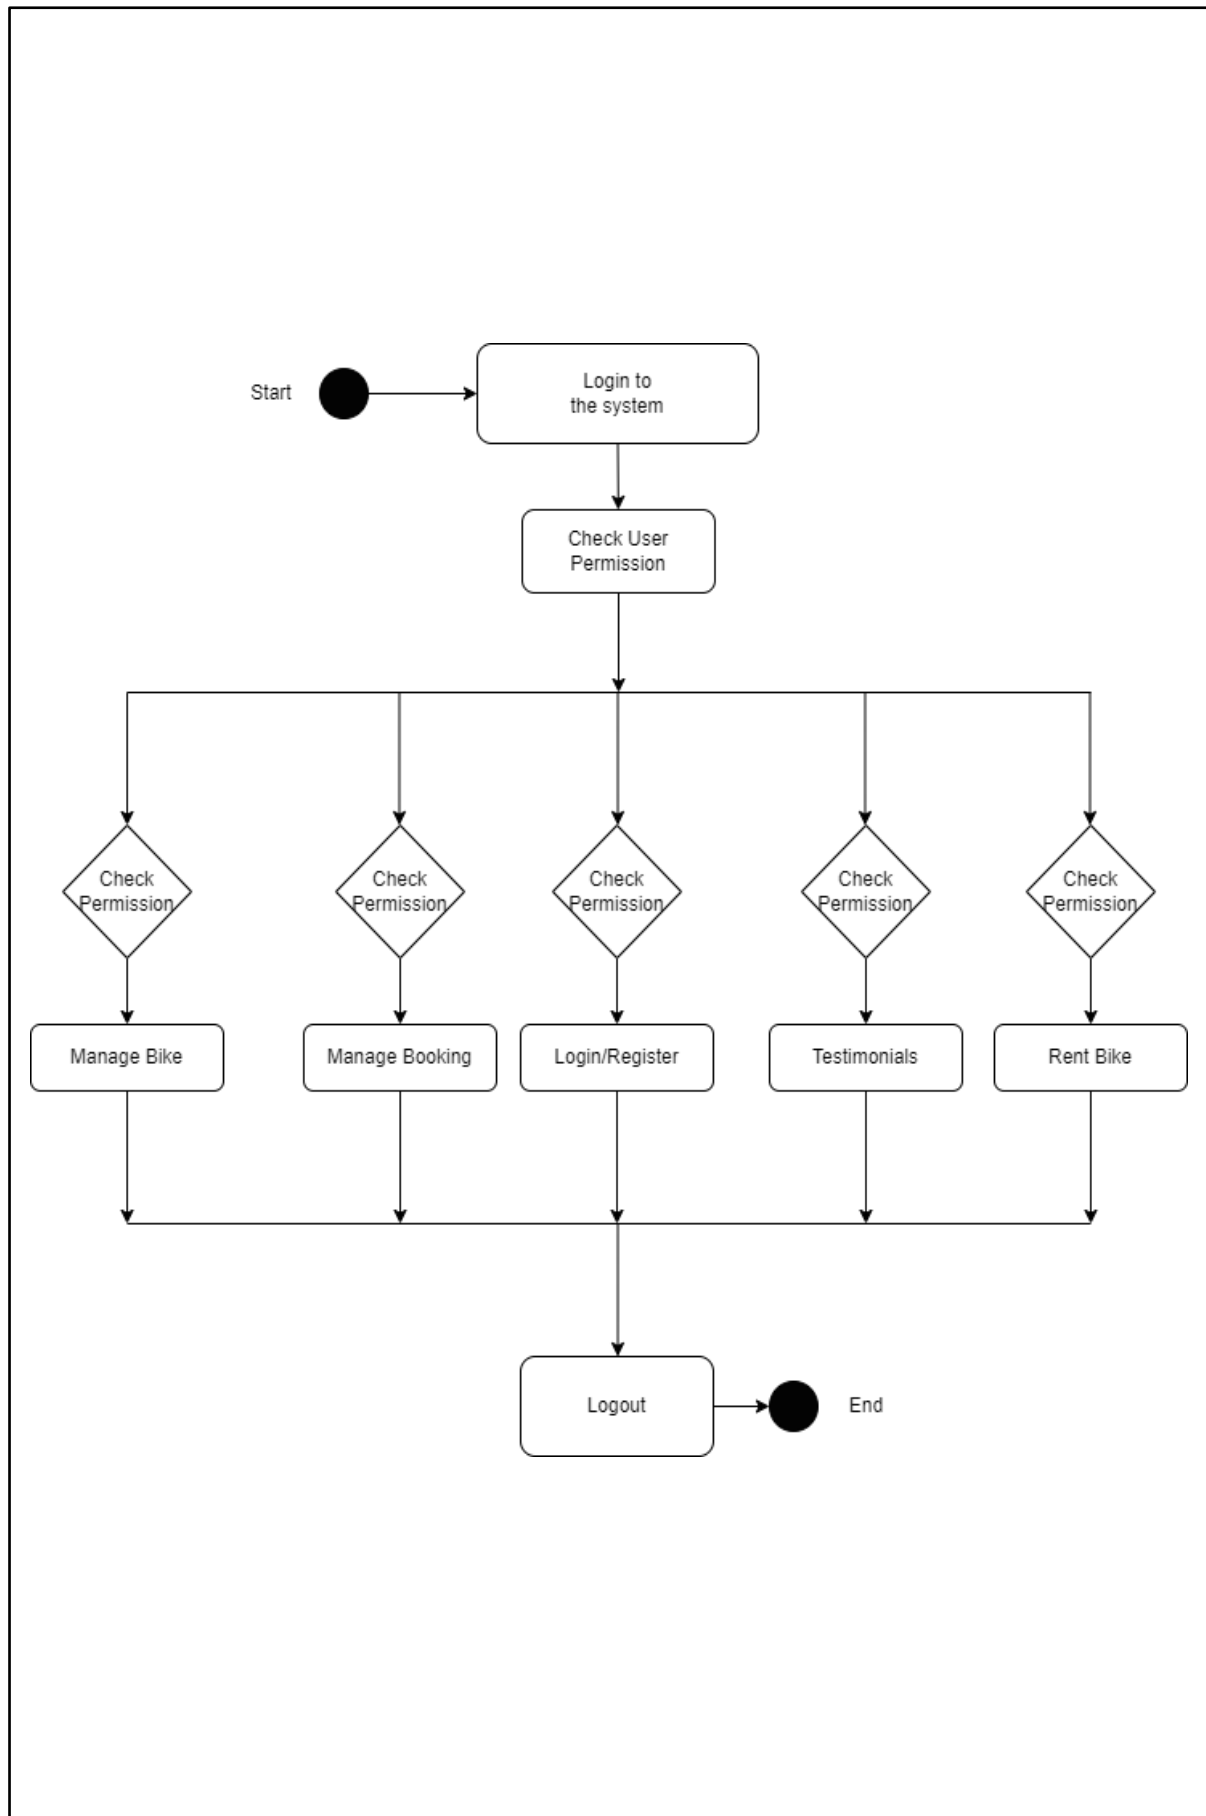 Start
Login to
the system
Check User
Permission
Check
Permission
Check
Permission
Check
Permission
Check
Permission
Check
Permission
Manage Bike
Manage Booking
Login/Register
Testimonials
Rent Bike
Logout
End